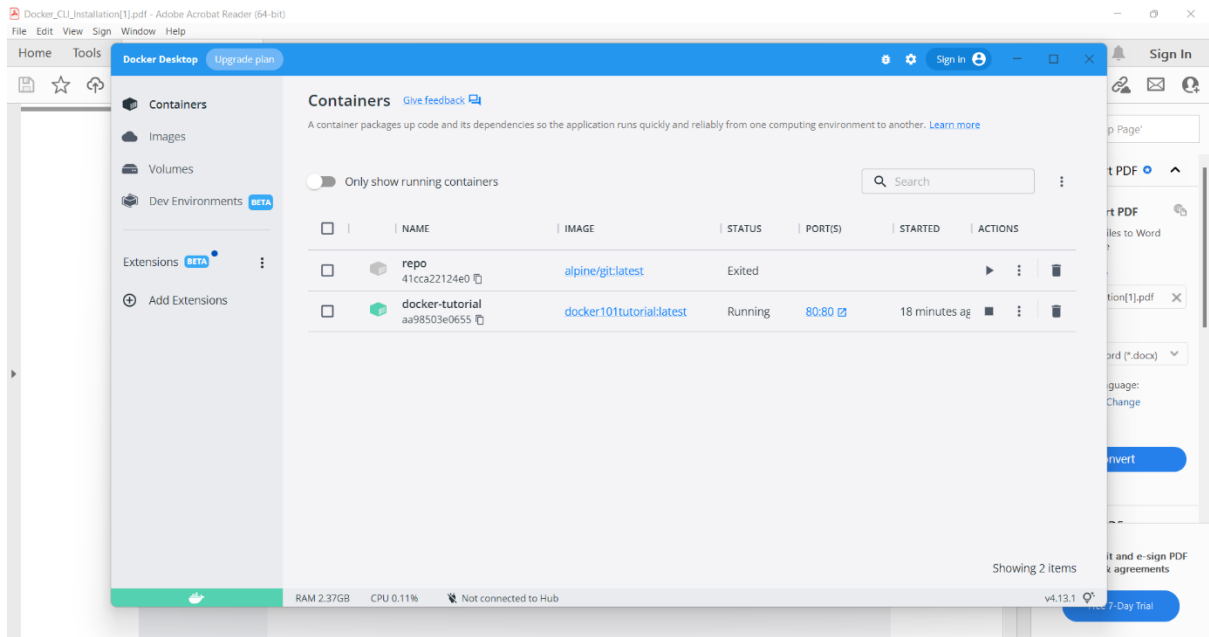 Docker_CLI_Installation[1].pdf - Adobe Acrobat Reader (64-bit)
File Edit View Sign Window Help
Home Tools
Sign In
Docker Desktop Upgrade plan
Sign in
Containers
Images
Volumes
Dev Environments BETA
Extensions BETA
Add Extensions
Containers Give feedback
A container packages up code and its dependencies so the application runs quickly and reliably from one computing environment to another. Learn more
Only show running containers
Search
NAME IMAGE STATUS PORT(S) STARTED ACTIONS
repo
41cca22124e0
alpine/git:latest Exited
docker-tutorial
aa98503e0655
docker101tutorial:latest Running 80:80 18 minutes ag
Showing 2 items
RAM 2.37GB CPU 0.11% Not connected to Hub v4.13.1
p Page'
t PDF
rt PDF
iles to Word
tion[1].pdf
ord (*.docx)
guage:
Change
nvert
it and e-sign PDF
& agreements
Free 7-Day Trial